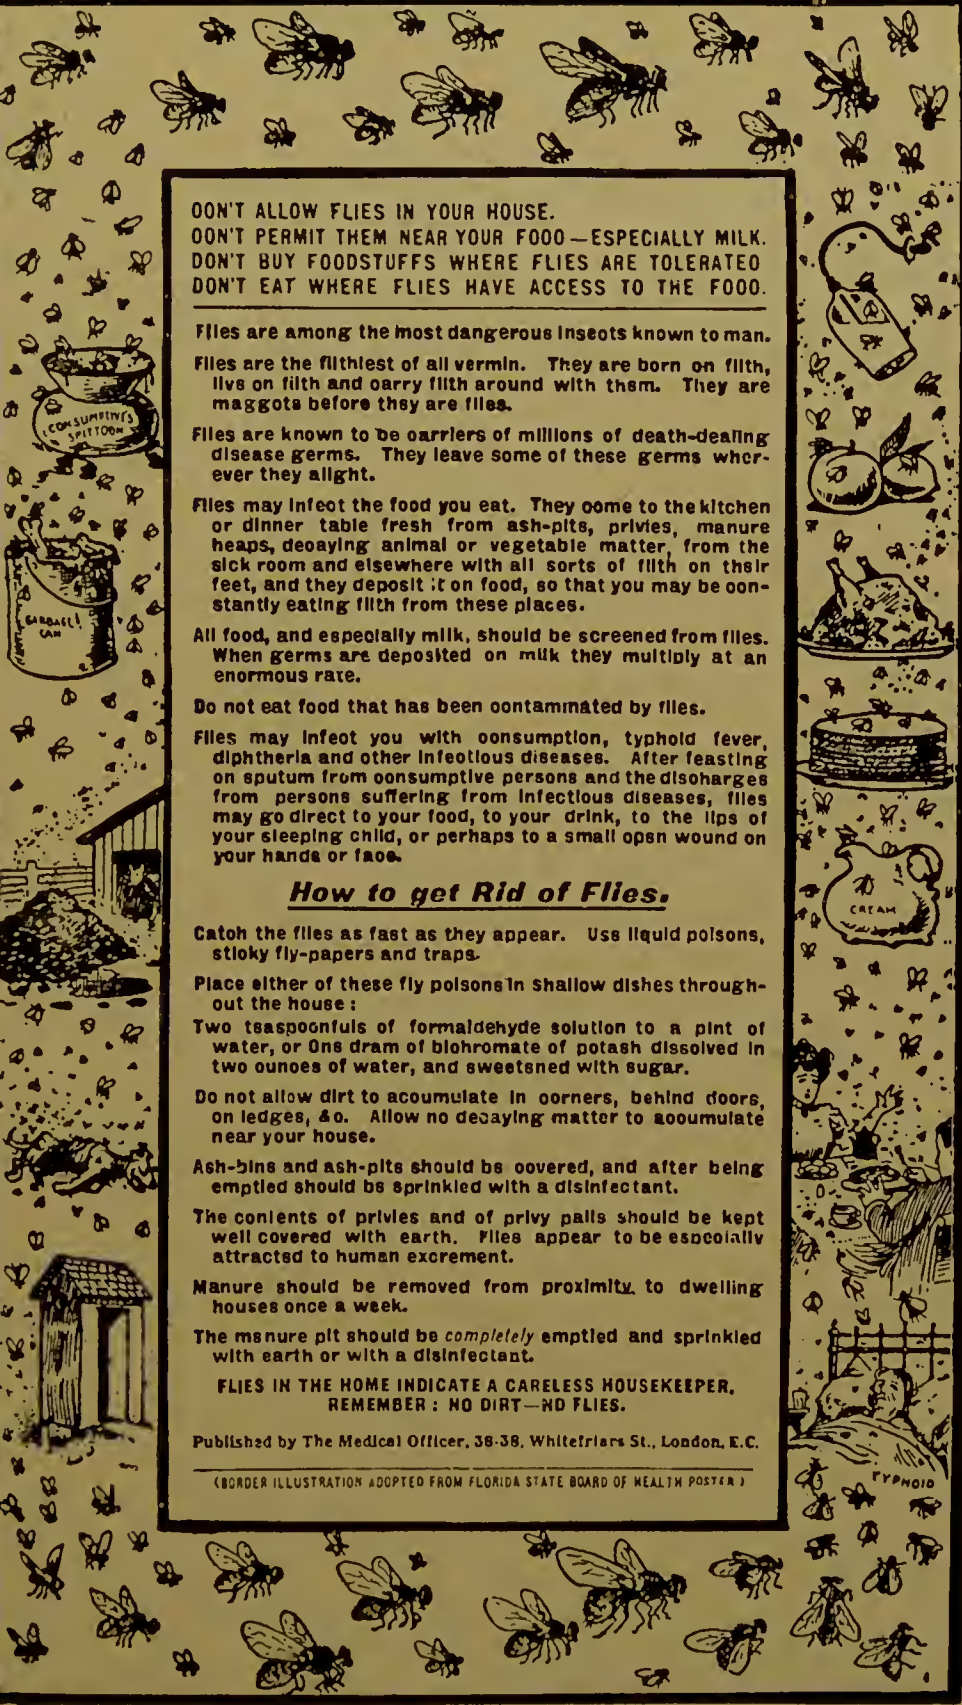 DON'T ALLOW FLIES IN YOUR HOUSE.
DON'T PERMIT THEM NEAR YOUR FOOD—ESPECIALLY MILK.
DON'T BUY FOODSTUFFS WHERE FLIES ARE TOLERATED
DON'T EAT WHERE FLIES HAVE ACCESS TO THE FOOD.
Flies are among the most dangerous insects known to man.
Flies are the filthiest of all vermin. They are born on filth,
live on filth and carry filth around with them. They are
maggots before they are flies.
Flies are known to be carriers of millions of death-dealing
disease germs. They leave some of these germs wher-
ever they alight.
Flies may infect the food you eat. They come to the kitchen
or dinner table fresh from ash-pits, privies, manure
heaps, decaying animal or vegetable matter, from the
sick room and elsewhere with all sorts of filth on their
feet, and they deposit it on food, so that you may be con-
stantly eating filth from these places.
All food, and especially milk, should be screened from flies.
When germs are deposited on milk they multiply at an
enormous rate.
Do not eat food that has been contaminated by flies.
Flies may infect you with consumption, typhoid fever,
diphtheria and other infectious diseases. After feasting
on sputum from consumptive persons and the discharges
from persons suffering from infectious diseases, flies
may go direct to your food, to your drink, to the lips of
your sleeping child, or perhaps to a small open wound on
your hands or face.
How to get Rid of Flies.
Catch the flies as fast as they appear. Use liquid poisons,
sticky fly-papers and traps.
Place either of these fly poisons in shallow dishes through-
out the house:
Two teaspoonfuls of formaldehyde solution to a pint of
water, or One dram of bichromate of potash dissolved in
two ounces of water, and sweetened with sugar.
Do not allow dirt to accumulate in corners, behind doors,
on ledges, &c. Allow no decaying matter to accumulate
near your house.
Ash-bins and ash-pits should be covered, and after being
emptied should be sprinkled with a disinfectant.
The contents of privies and of privy pails should be kept
well covered with earth. Flies appear to be especially
attracted to human excrement.
Manure should be removed from proximity to dwelling
houses once a week.
The manure pit should be completely emptied and sprinkled
with earth or with a disinfectant.
FLIES IN THE HOME INDICATE A CARELESS HOUSEKEEPER.
REMEMBER: NO DIRT—NO FLIES.
Published by The Medical Officer, 36-38, Whitefriars St., London, E.C.
(BORDER ILLUSTRATION ADOPTED FROM FLORIDA STATE BOARD OF HEALTH POSTER)
CONSUMPTIVE'S
SPITTOON
GARBAGE
CAN
CREAM
TYPHOID